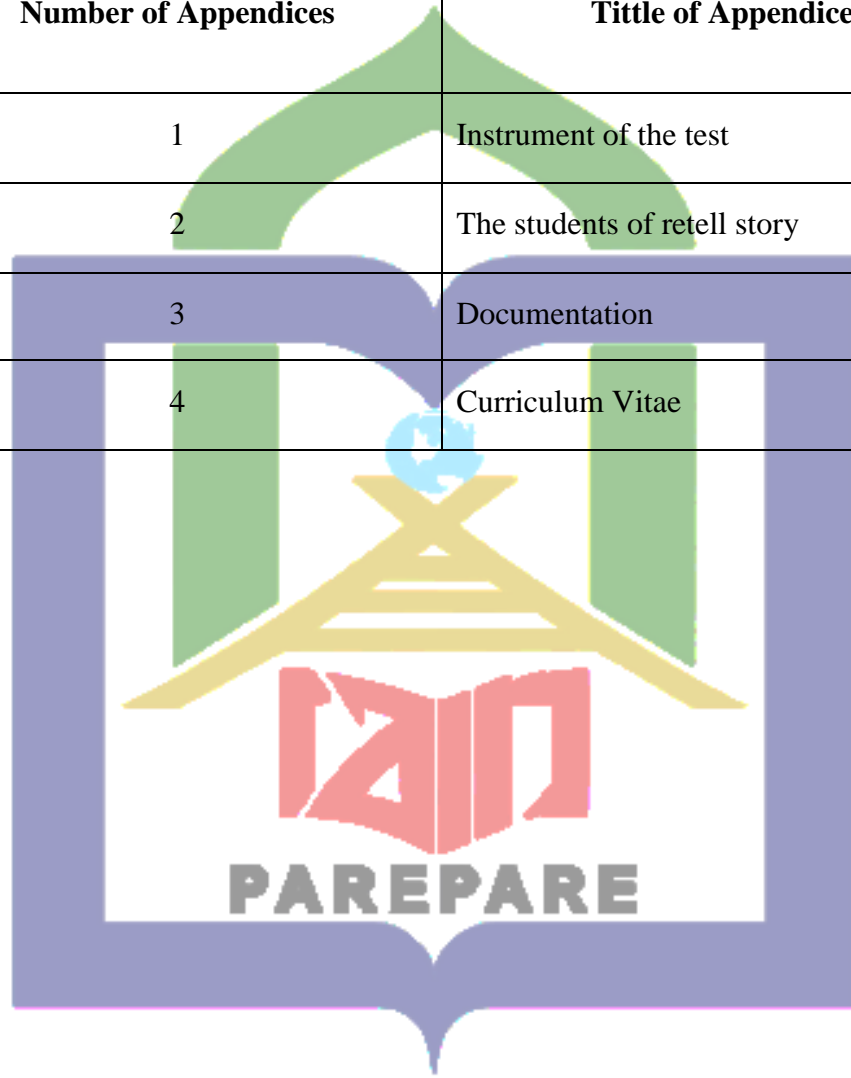 Number of Appendices Tittle of Appendice
1 Instrument of the test
2 The students of retell story
3 Documentation
4 Curriculum Vitae
iain
PAREPARE